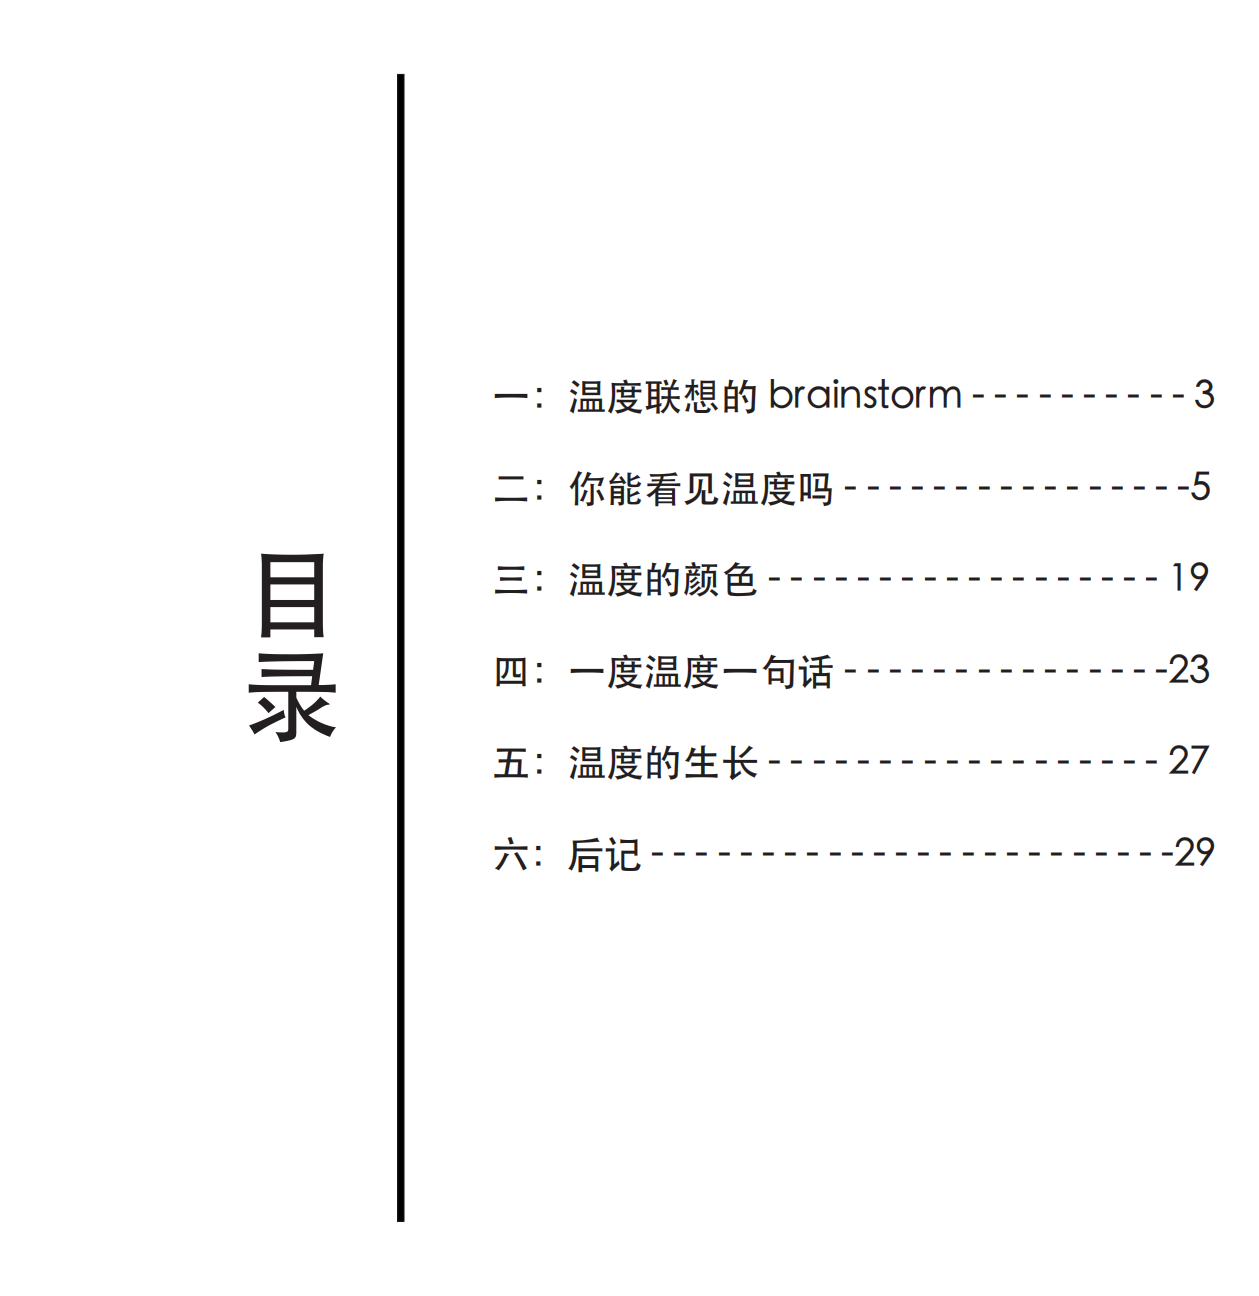 目
录
一：温度联想的 brainstorm - - - - - - - - - - 3
二：你能看见温度吗 - - - - - - - - - - - - - - - -5
三：温度的颜色 - - - - - - - - - - - - - - - - - - 19
四：一度温度一句话 - - - - - - - - - - - - - - -23
五：温度的生长 - - - - - - - - - - - - - - - - - - 27
六：后记 - - - - - - - - - - - - - - - - - - - - - - - -29